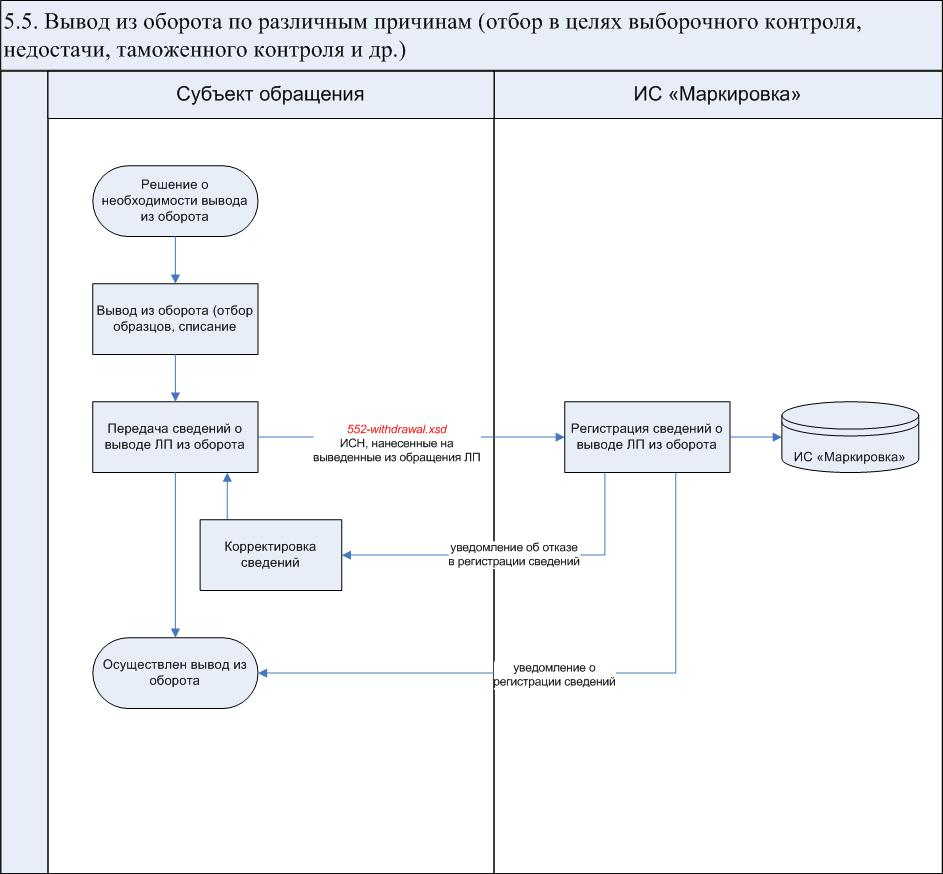 5.5. Вывод из оборота по различным причинам (отбор в целях выборочного контроля,
недостачи, таможенного контроля и др.)
Субъект обращения
ИС «Маркировка»
Решение о
необходимости вывода
из оборота
Вывод из оборота (отбор
образцов, списание
Передача сведений о
выводе ЛП из оборота
552-withdrawal.xsd
ИСН, нанесенные на
выведенные из обращения ЛП
Регистрация сведений о
выводе ЛП из оборота
ИС «Маркировка»
Корректировка
сведений
уведомление об отказе
в регистрации сведений
Осуществлен вывод из
оборота
уведомление о
регистрации сведений